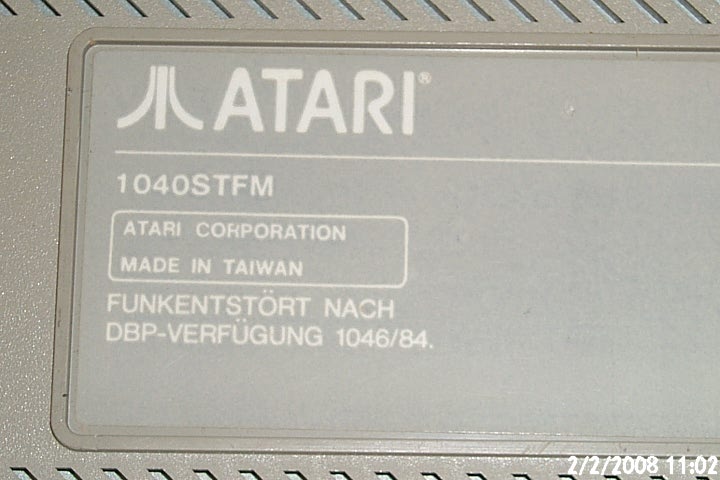 ATARI®
1040STFM
ATARI CORPORATION
MADE IN TAIWAN
FUNKENTSTÖRT NACH
DBP-VERFÜGUNG 1046/84.
2/2/2008 11:02